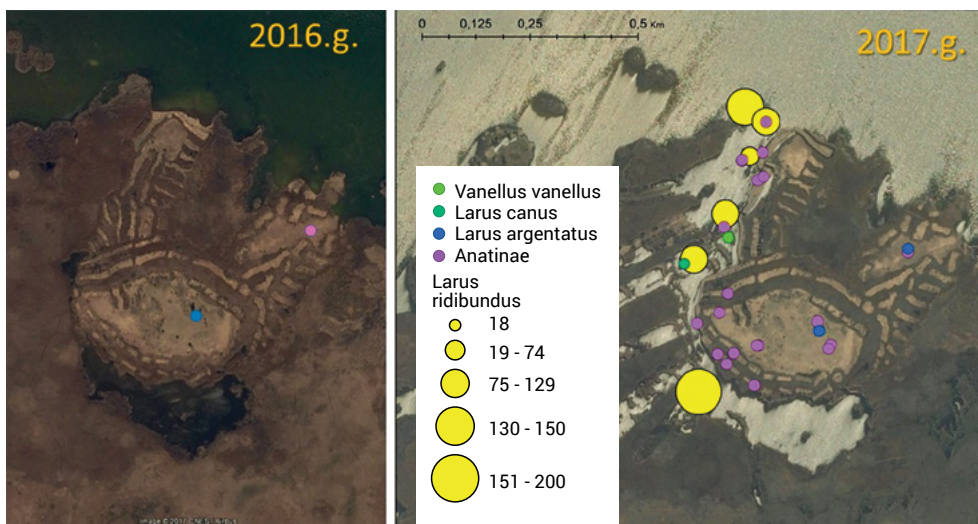 2016.g.
0 0,125 0,25 0,5 Km
2017.g.
Vanellus vanellus
Larus canus
Larus argentatus
Anatinae
Larus
ridibundus
18
19 - 74
75 - 129
130 - 150
151 - 200